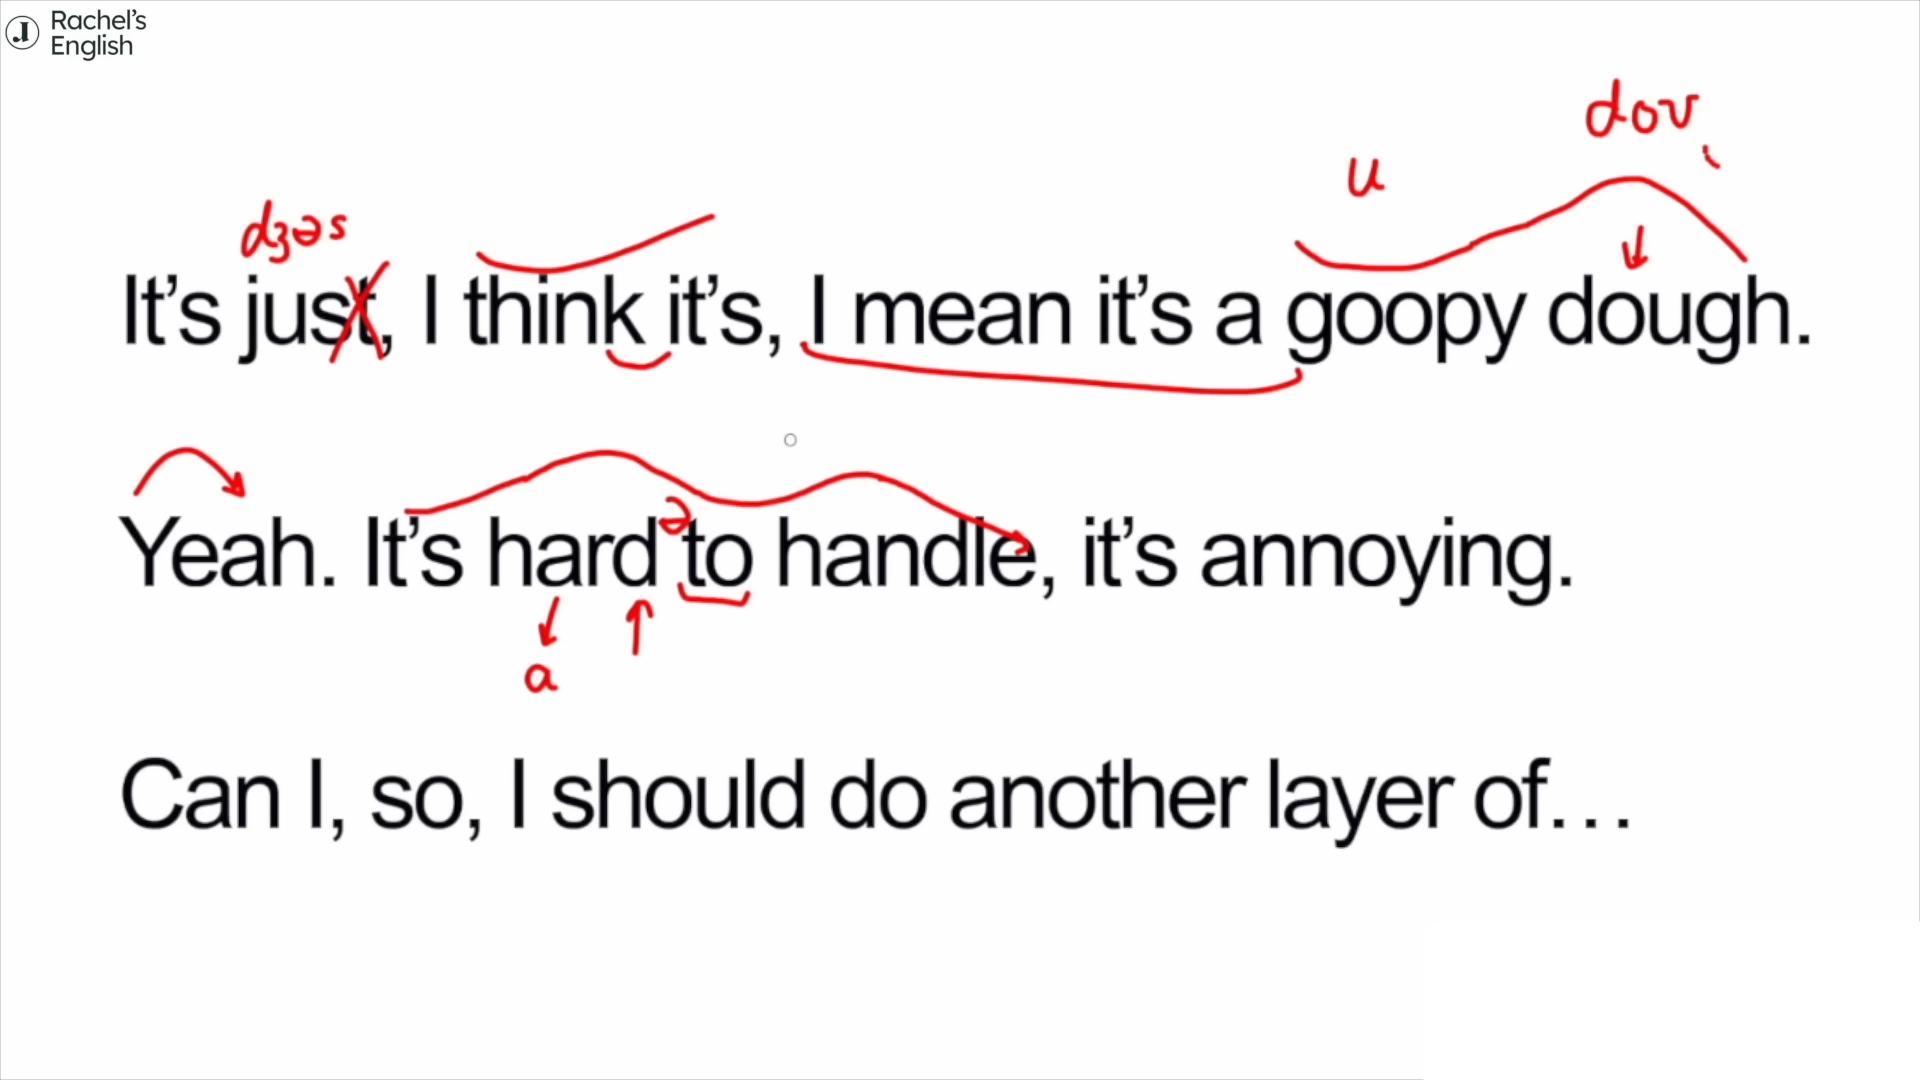 Rachel's
English
doʊ
u
dʒəs
It's just, I think it's, I mean it's a goopy dough.
ə
Yeah. It's hard to handle, it's annoying.
a
Can I, so, I should do another layer of...